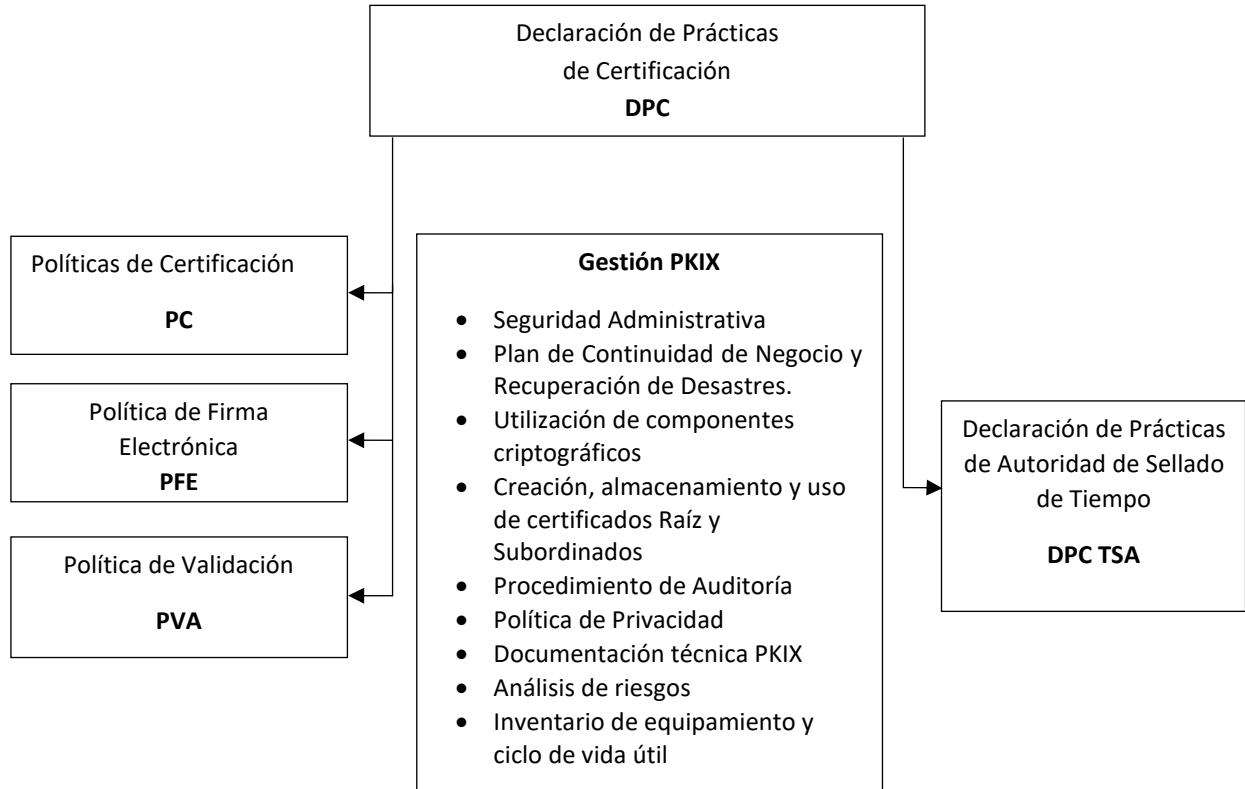 Declaración de Prácticas
de Certificación
DPC
Políticas de Certificación
PC
Política de Firma
Electrónica
PFE
Política de Validación
PVA
Gestión PKIX
• Seguridad Administrativa
• Plan de Continuidad de Negocio y
Recuperación de Desastres.
• Utilización de componentes
criptográficos
• Creación, almacenamiento y uso
de certificados Raíz y
Subordinados
• Procedimiento de Auditoría
• Política de Privacidad
• Documentación técnica PKIX
• Análisis de riesgos
• Inventario de equipamiento y
ciclo de vida útil
Declaración de Prácticas
de Autoridad de Sellado
de Tiempo
DPC TSA